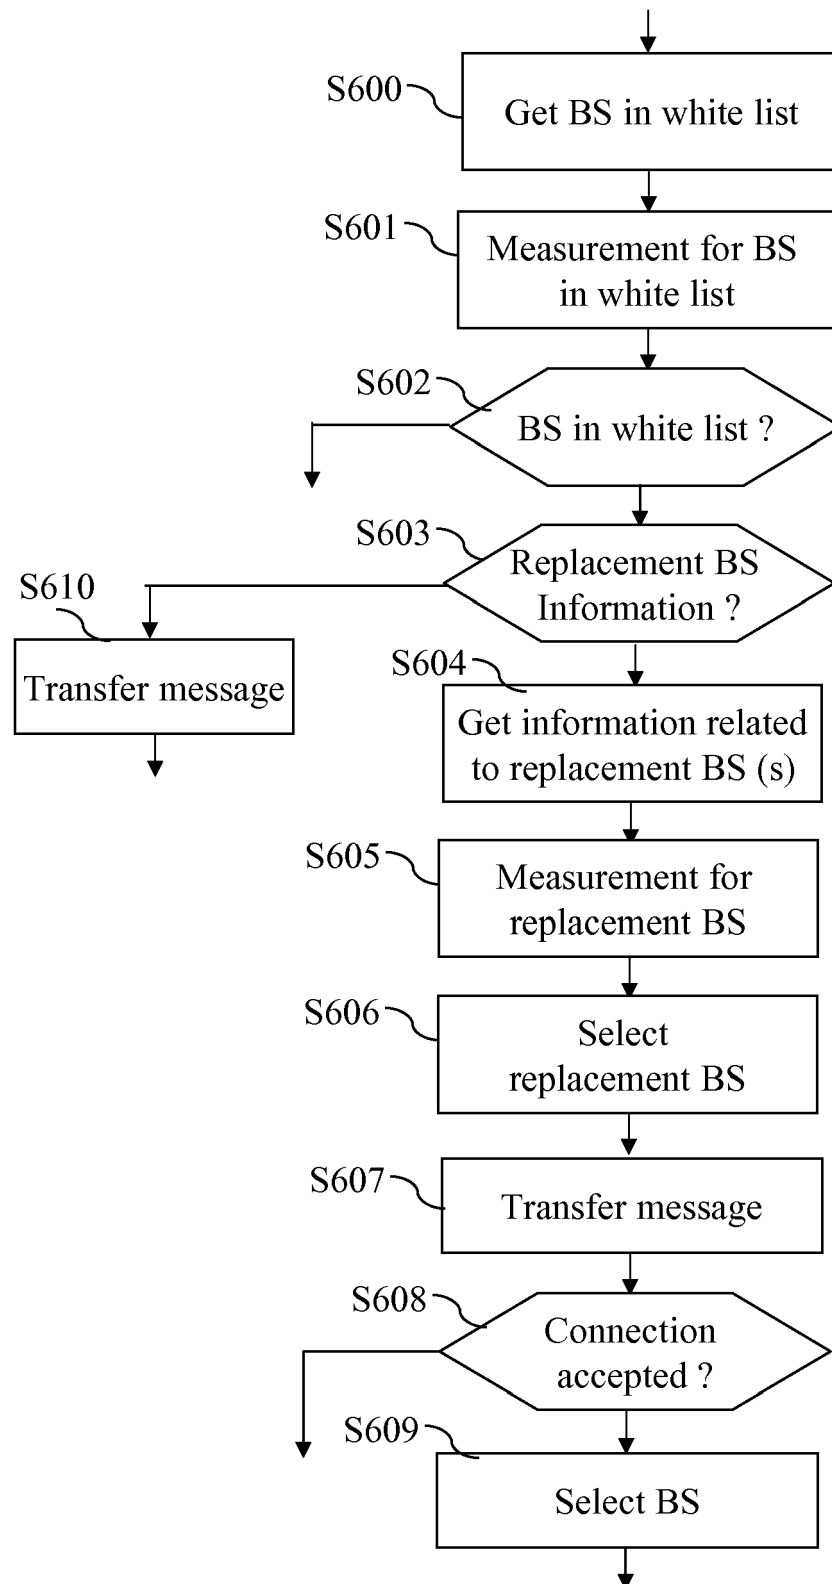 S600
Get BS in white list
S601
Measurement for BS
in white list
S602
BS in white list ?
S603
Replacement BS
Information ?
S610
Transfer message
S604
Get information related
to replacement BS (s)
S605
Measurement for
replacement BS
S606
Select
replacement BS
S607
Transfer message
S608
Connection
accepted ?
S609
Select BS